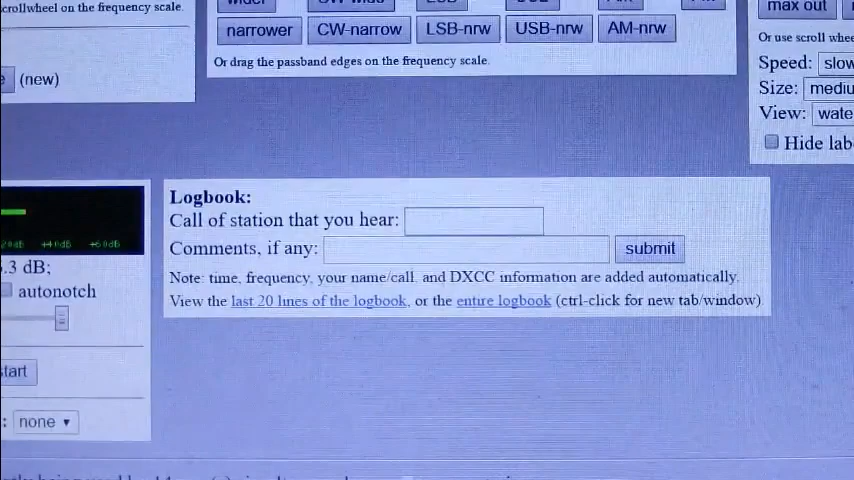 scrollwheel on the frequency scale.
max out
narrower CW-narrow LSB-nrw USB-nrw AM-nrw
Or use scroll whee
Or drag the passband edges on the frequency scale.
(new)
Speed: slow
Size: mediu
View: wate
Hide lab
Logbook:
Call of station that you hear:
Comments, if any: submit
+40dB +60dB
.3 dB;
Note: time, frequency, your name/call, and DXCC information are added automatically.
autonotch
View the last 20 lines of the logbook, or the entire logbook (ctrl-click for new tab/window)
tart
: none